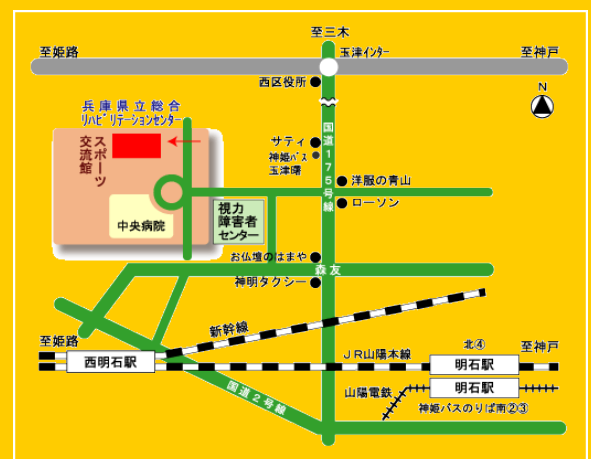 至三木
至姫路
玉津インター
至神戸
西区役所
N
兵庫県立総合
リハビリテーションセンター
スポーツ
交流館
サティ
神姫バス
玉津曙
国道175号線
洋服の青山
ローソン
中央病院
視力
障害者
センター
お仏壇のはまや
森友
神明タクシー
新幹線
至姫路
西明石駅
JR山陽本線
北④
明石駅
至神戸
山陽電鉄
明石駅
神姫バスのりば南②③
国道2号線